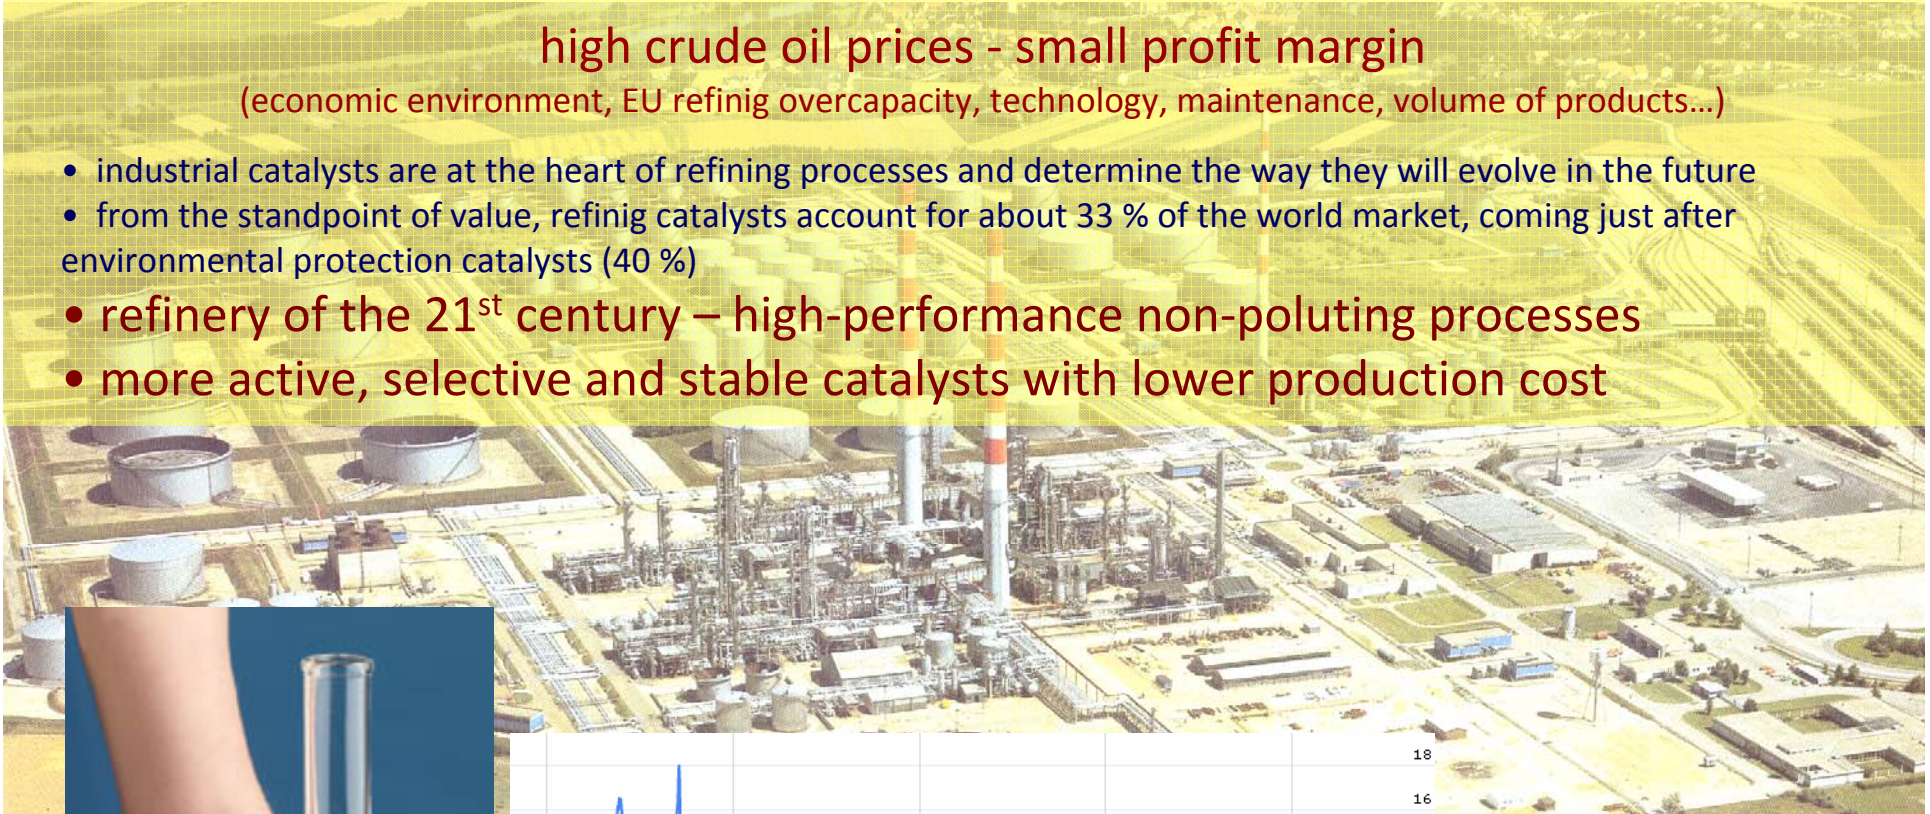 high crude oil prices - small profit margin
(economic environment, EU refinig overcapacity, technology, maintenance, volume of products…)
• industrial catalysts are at the heart of refining processes and determine the way they will evolve in the future
• from the standpoint of value, refinig catalysts account for about 33 % of the world market, coming just after
environmental protection catalysts (40 %)
• refinery of the 21st century – high-performance non-poluting processes
• more active, selective and stable catalysts with lower production cost
18
16